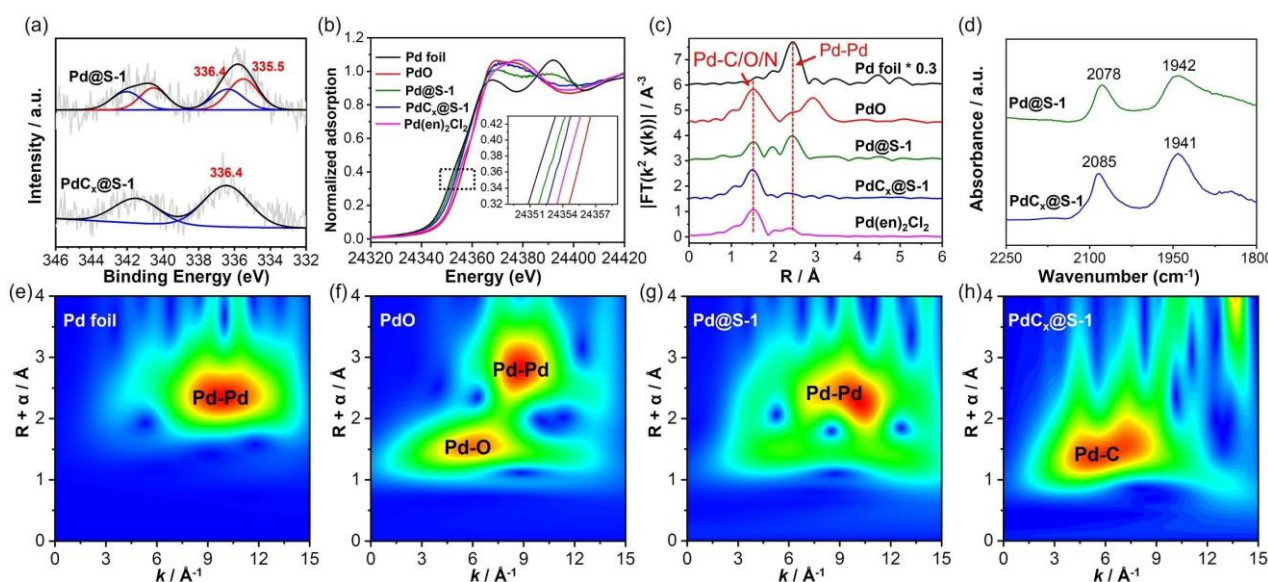 (a)
Pd@S-1
336.4
335.5
PdCₓ@S-1
336.4
Intensity / a.u.
346 344 342 340 338 336 334 332
Binding Energy (eV)
(b)
Pd foil
PdO
Pd@S-1
PdCₓ@S-1
Pd(en)₂Cl₂
Normalized adsorption
1.2
1.0
0.8
0.6
0.4
0.2
0.0
0.42
0.40
0.38
0.36
0.34
0.32
24351 24354 24357
24320 24340 24360 24380 24400 24420
Energy (eV)
(c)
Pd-C/O/N
Pd-Pd
Pd foil * 0.3
PdO
Pd@S-1
PdCₓ@S-1
Pd(en)₂Cl₂
|FT(k² χ(k))| / A⁻³
7
6
5
4
3
2
1
0
0 1 2 3 4 5 6
R / Å
(d)
2078 1942
Pd@S-1
2085 1941
PdCₓ@S-1
Absorbance / a.u.
2250 2100 1950 1800
Wavenumber (cm⁻¹)
(e)
Pd foil
Pd-Pd
R + α / Å
4
3
2
1
0
0 3 6 9 12 15
k / Å⁻¹
(f)
PdO
Pd-Pd
Pd-O
R + α / Å
4
3
2
1
0
0 3 6 9 12 15
k / Å⁻¹
(g)
Pd@S-1
Pd-Pd
R + α / Å
4
3
2
1
0
0 3 6 9 12 15
k / Å⁻¹
(h)
PdCₓ@S-1
Pd-C
R + α / Å
4
3
2
1
0
0 3 6 9 12 15
k / Å⁻¹